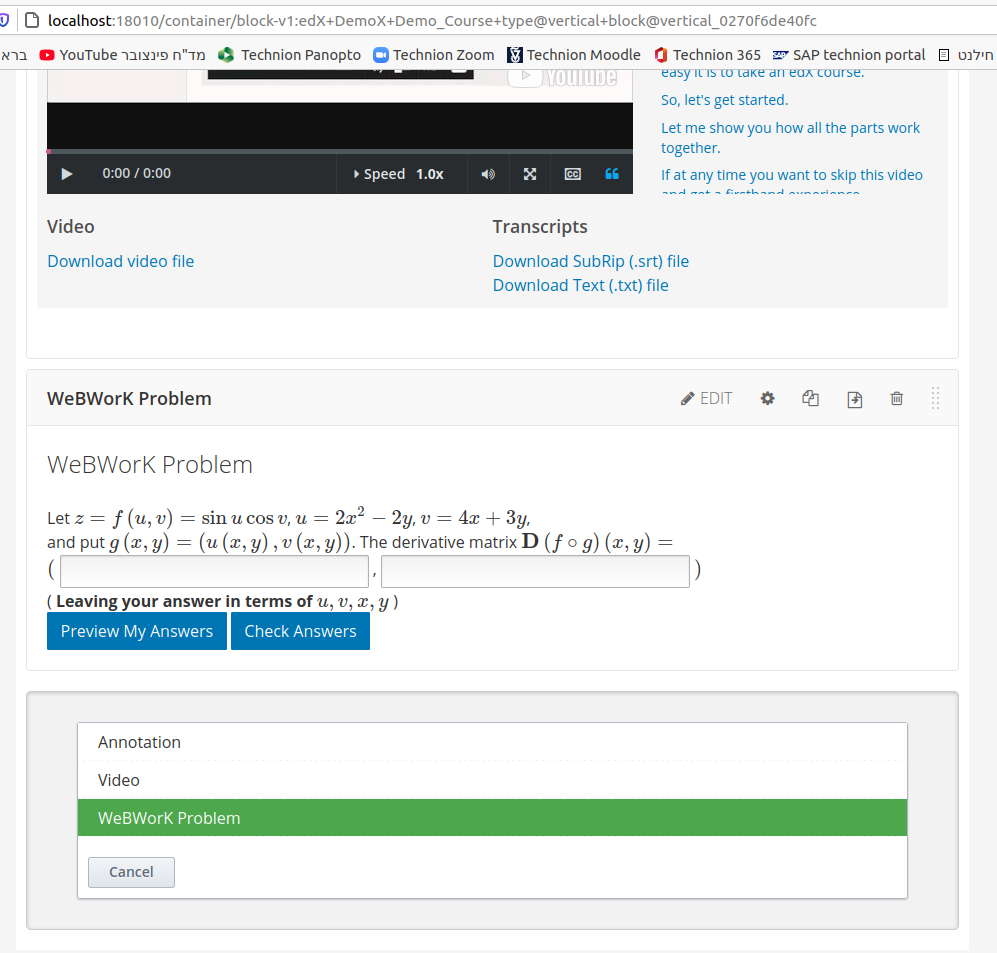 localhost:18010/container/block-v1:edX+DemoX+Demo_Course+type@vertical+block@vertical_0270f6de40fc
ברא YouTube מד"ח פינצובר Technion Panopto Technion Zoom Technion Moodle Technion 365 SAP technion portal חילנט
YouTube
easy it is to take an edX course.
So, let's get started.
Let me show you how all the parts work
together.
If at any time you want to skip this video
and get a firsthand experience
0:00 / 0:00 Speed 1.0x CC
Video
Transcripts
Download video file
Download SubRip (.srt) file
Download Text (.txt) file
WeBWorK Problem
EDIT
WeBWorK Problem
Let z = f (u, v) = sin u cos v, u = 2x² − 2y, v = 4x + 3y,
and put g (x, y) = (u (x, y) , v (x, y)). The derivative matrix D (f ∘ g) (x, y) =
( , )
( Leaving your answer in terms of u, v, x, y )
Preview My Answers Check Answers
Annotation
Video
WeBWorK Problem
Cancel